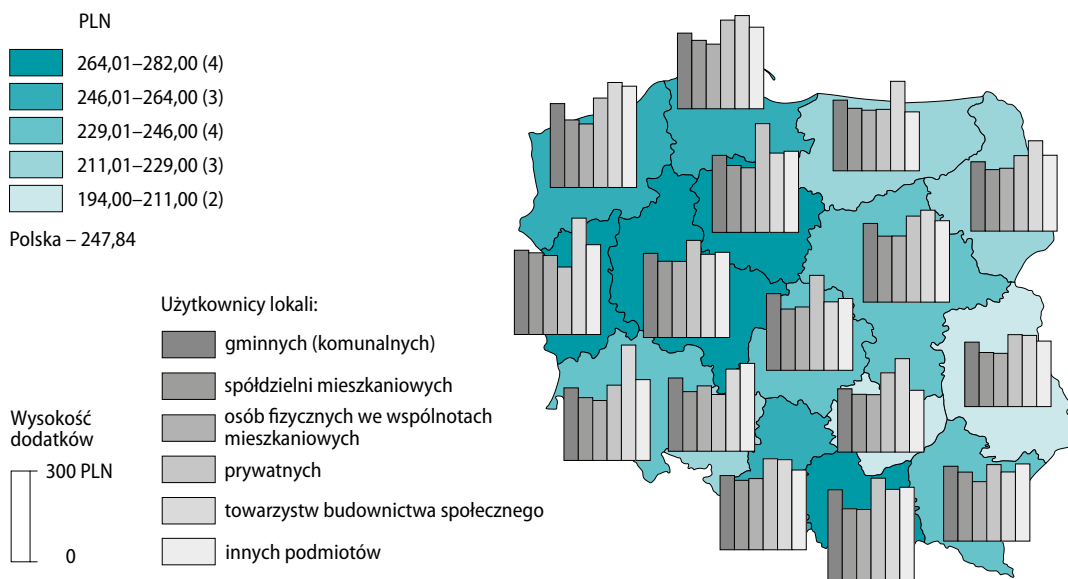 PLN
264,01–282,00 (4)
246,01–264,00 (3)
229,01–246,00 (4)
211,01–229,00 (3)
194,00–211,00 (2)
Polska – 247,84
Użytkownicy lokali:
gminnych (komunalnych)
spółdzielni mieszkaniowych
osób fizycznych we wspólnotach
mieszkaniowych
prywatnych
towarzystw budownictwa społecznego
innych podmiotów
Wysokość
dodatków
300 PLN
0